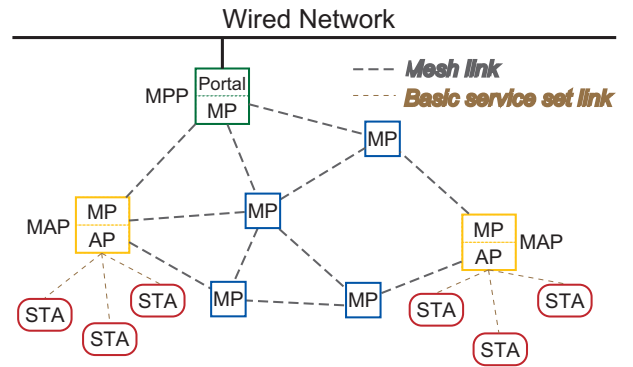 Wired Network
Portal
MPP
MP
Mesh link
Basic service set link
MP
MP
MAP
AP
MP
MP
AP
MAP
MP
MP
STA
STA
STA
STA
STA
STA